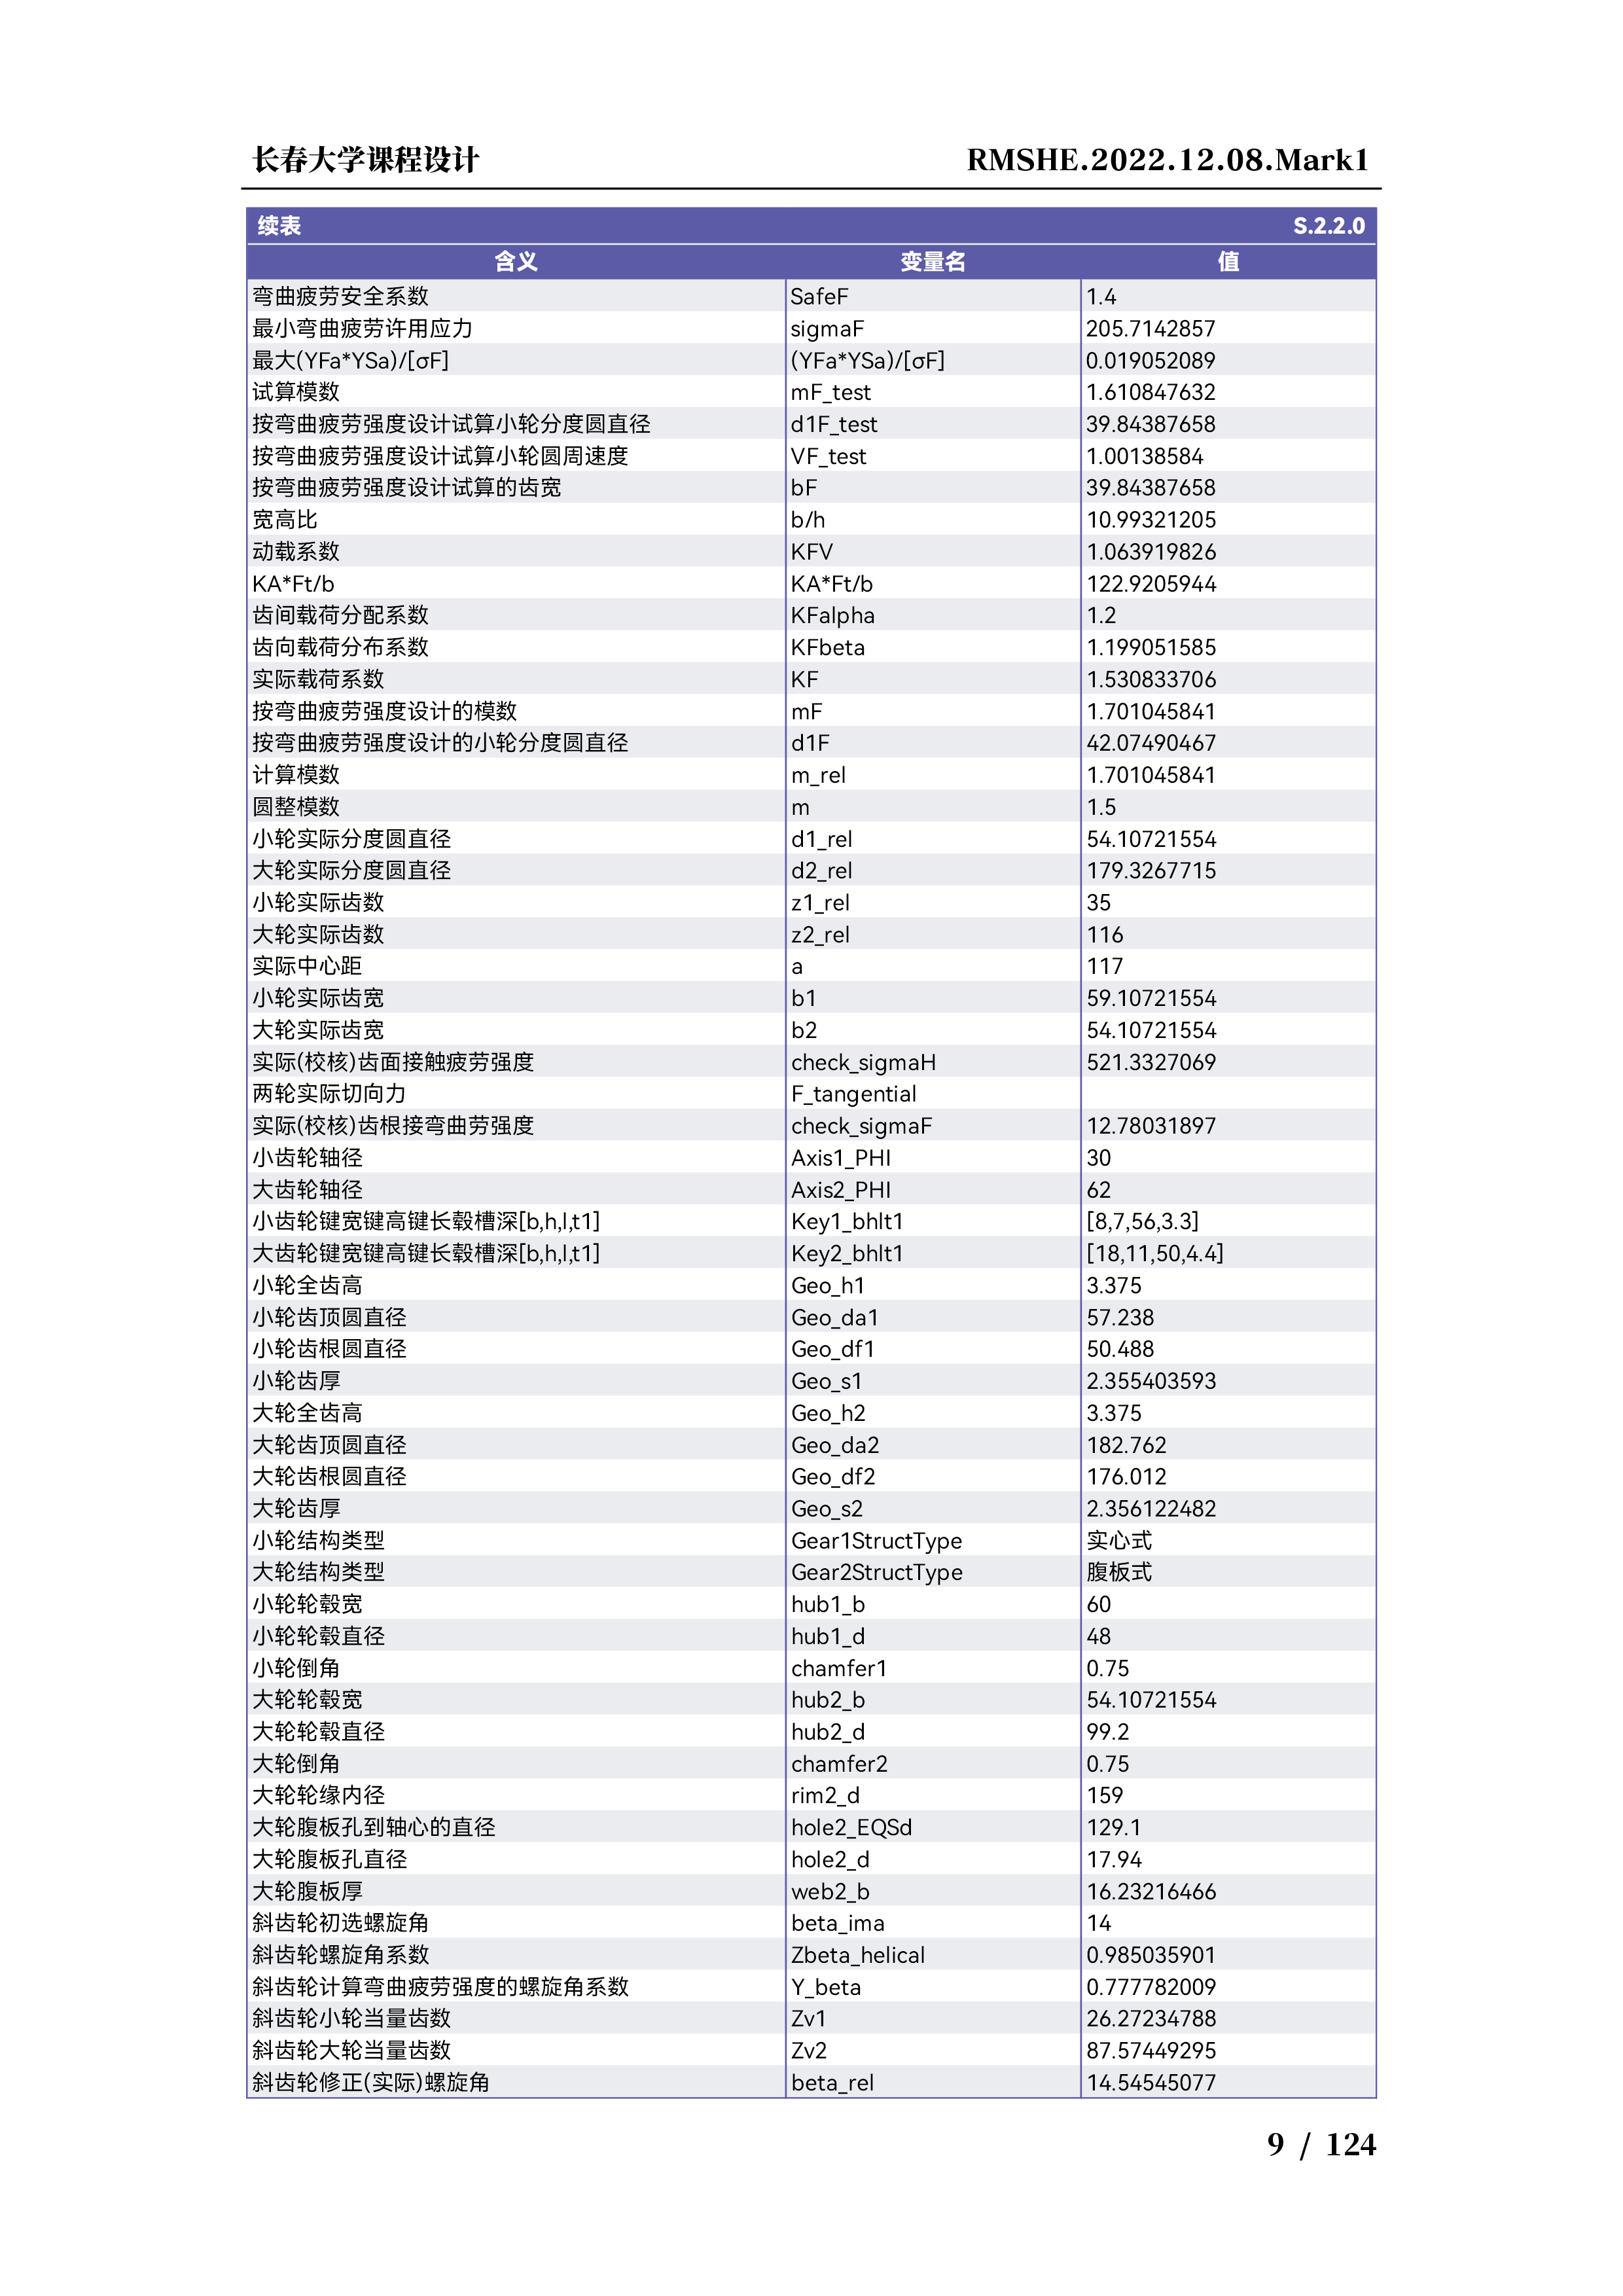 长春大学课程设计 RMSHE.2022.12.08.Mark1
续表 S.2.2.0
含义 变量名 值
弯曲疲劳安全系数 SafeF 1.4
最小弯曲疲劳许用应力 sigmaF 205.7142857
最大(YFa*YSa)/[σF] (YFa*YSa)/[σF] 0.019052089
试算模数 mF_test 1.610847632
按弯曲疲劳强度设计试算小轮分度圆直径 d1F_test 39.84387658
按弯曲疲劳强度设计试算小轮圆周速度 VF_test 1.00138584
按弯曲疲劳强度设计试算的齿宽 bF 39.84387658
宽高比 b/h 10.99321205
动载系数 KFV 1.063919826
KA*Ft/b KA*Ft/b 122.9205944
齿间载荷分配系数 KFalpha 1.2
齿向载荷分布系数 KFbeta 1.199051585
实际载荷系数 KF 1.530833706
按弯曲疲劳强度设计的模数 mF 1.701045841
按弯曲疲劳强度设计的小轮分度圆直径 d1F 42.07490467
计算模数 m_rel 1.701045841
圆整模数 m 1.5
小轮实际分度圆直径 d1_rel 54.10721554
大轮实际分度圆直径 d2_rel 179.3267715
小轮实际齿数 z1_rel 35
大轮实际齿数 z2_rel 116
实际中心距 a 117
小轮实际齿宽 b1 59.10721554
大轮实际齿宽 b2 54.10721554
实际(校核)齿面接触疲劳强度 check_sigmaH 521.3327069
两轮实际切向力 F_tangential
实际(校核)齿根接弯曲劳强度 check_sigmaF 12.78031897
小齿轮轴径 Axis1_PHI 30
大齿轮轴径 Axis2_PHI 62
小齿轮键宽键高键长毂槽深[b,h,l,t1] Key1_bhlt1 [8,7,56,3.3]
大齿轮键宽键高键长毂槽深[b,h,l,t1] Key2_bhlt1 [18,11,50,4.4]
小轮全齿高 Geo_h1 3.375
小轮齿顶圆直径 Geo_da1 57.238
小轮齿根圆直径 Geo_df1 50.488
小轮齿厚 Geo_s1 2.355403593
大轮全齿高 Geo_h2 3.375
大轮齿顶圆直径 Geo_da2 182.762
大轮齿根圆直径 Geo_df2 176.012
大轮齿厚 Geo_s2 2.356122482
小轮结构类型 Gear1StructType 实心式
大轮结构类型 Gear2StructType 腹板式
小轮轮毂宽 hub1_b 60
小轮轮毂直径 hub1_d 48
小轮倒角 chamfer1 0.75
大轮轮毂宽 hub2_b 54.10721554
大轮轮毂直径 hub2_d 99.2
大轮倒角 chamfer2 0.75
大轮轮缘内径 rim2_d 159
大轮腹板孔到轴心的直径 hole2_EQSd 129.1
大轮腹板孔直径 hole2_d 17.94
大轮腹板厚 web2_b 16.23216466
斜齿轮初选螺旋角 beta_ima 14
斜齿轮螺旋角系数 Zbeta_helical 0.985035901
斜齿轮计算弯曲疲劳强度的螺旋角系数 Y_beta 0.777782009
斜齿轮小轮当量齿数 Zv1 26.27234788
斜齿轮大轮当量齿数 Zv2 87.57449295
斜齿轮修正(实际)螺旋角 beta_rel 14.54545077
9 / 124